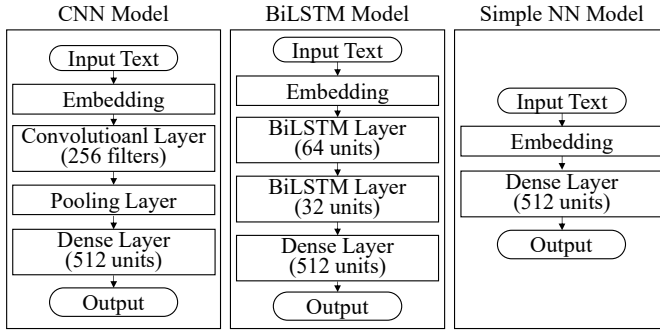 CNN Model
Input Text
Embedding
Convolutioanl Layer
(256 filters)
Pooling Layer
Dense Layer
(512 units)
Output
BiLSTM Model
Input Text
Embedding
BiLSTM Layer
(64 units)
BiLSTM Layer
(32 units)
Dense Layer
(512 units)
Output
Simple NN Model
Input Text
Embedding
Dense Layer
(512 units)
Output